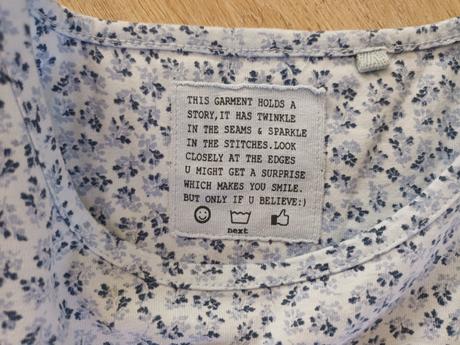 THIS GARMENT HOLDS A
STORY,IT HAS TWINKLE
IN THE SEAMS & SPARKLE
IN THE STITCHES.LOOK
CLOSELY AT THE EDGES
U MIGHT GET A SURPRISE
WHICH MAKES YOU SMILE.
BUT ONLY IF U BELIEVE:)
next